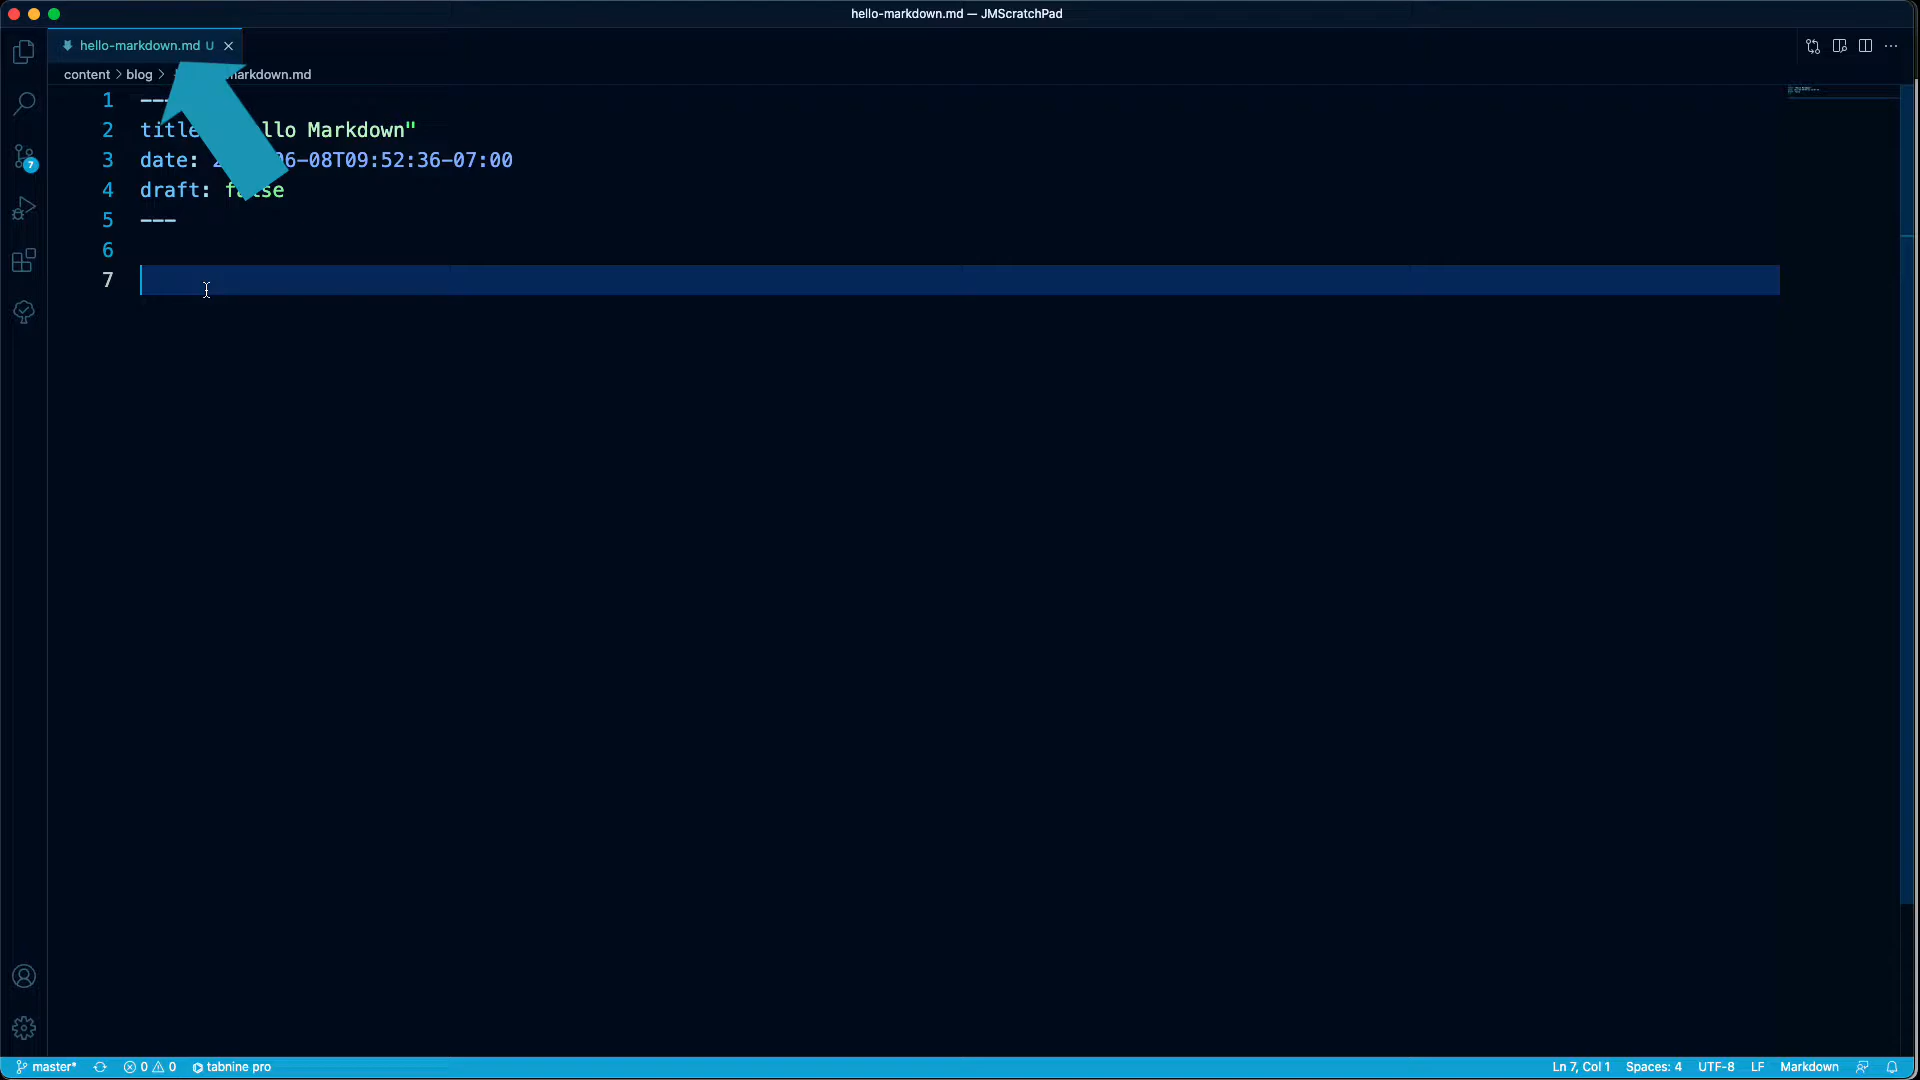 hello-markdown.md — JMScratchPad
hello-markdown.md U
content > blog > markdown.md
1 ---
2 title "llo Markdown"
3 date: 06-08T09:52:36-07:00
4 draft: false
5 ---
6
7
7
master* 0 0 tabnine pro Ln 7, Col 1 Spaces: 4 UTF-8 LF Markdown